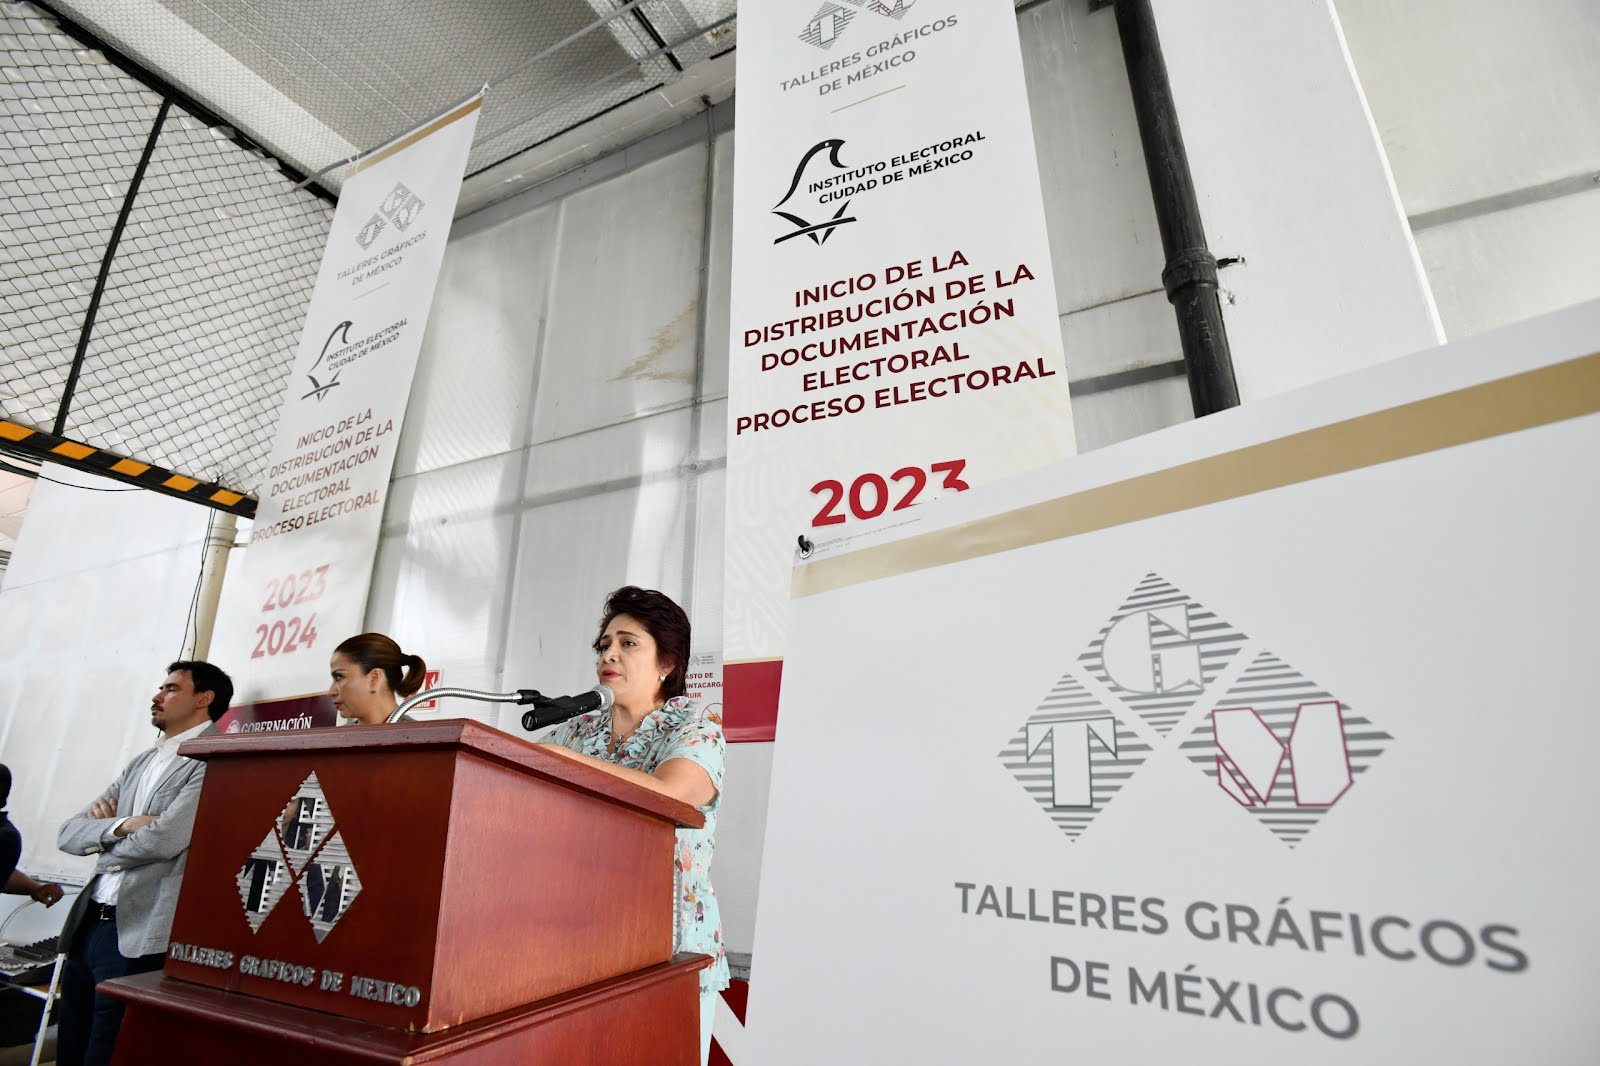 TALLERES GRÁFICOS
DE MÉXICO
INSTITUTO ELECTORAL
CIUDAD DE MÉXICO
INICIO DE LA
DISTRIBUCIÓN DE LA
DOCUMENTACIÓN
ELECTORAL
PROCESO ELECTORAL
2023
2024
GOBERNACIÓN
TALLERES GRÁFICOS
DE MÉXICO
INSTITUTO ELECTORAL
CIUDAD DE MÉXICO
INICIO DE LA
DISTRIBUCIÓN DE LA
DOCUMENTACIÓN
ELECTORAL
PROCESO ELECTORAL
2023
G
T M
TALLERES GRAFICOS DE MEXICO
G
T M
TALLERES GRÁFICOS
DE MÉXICO